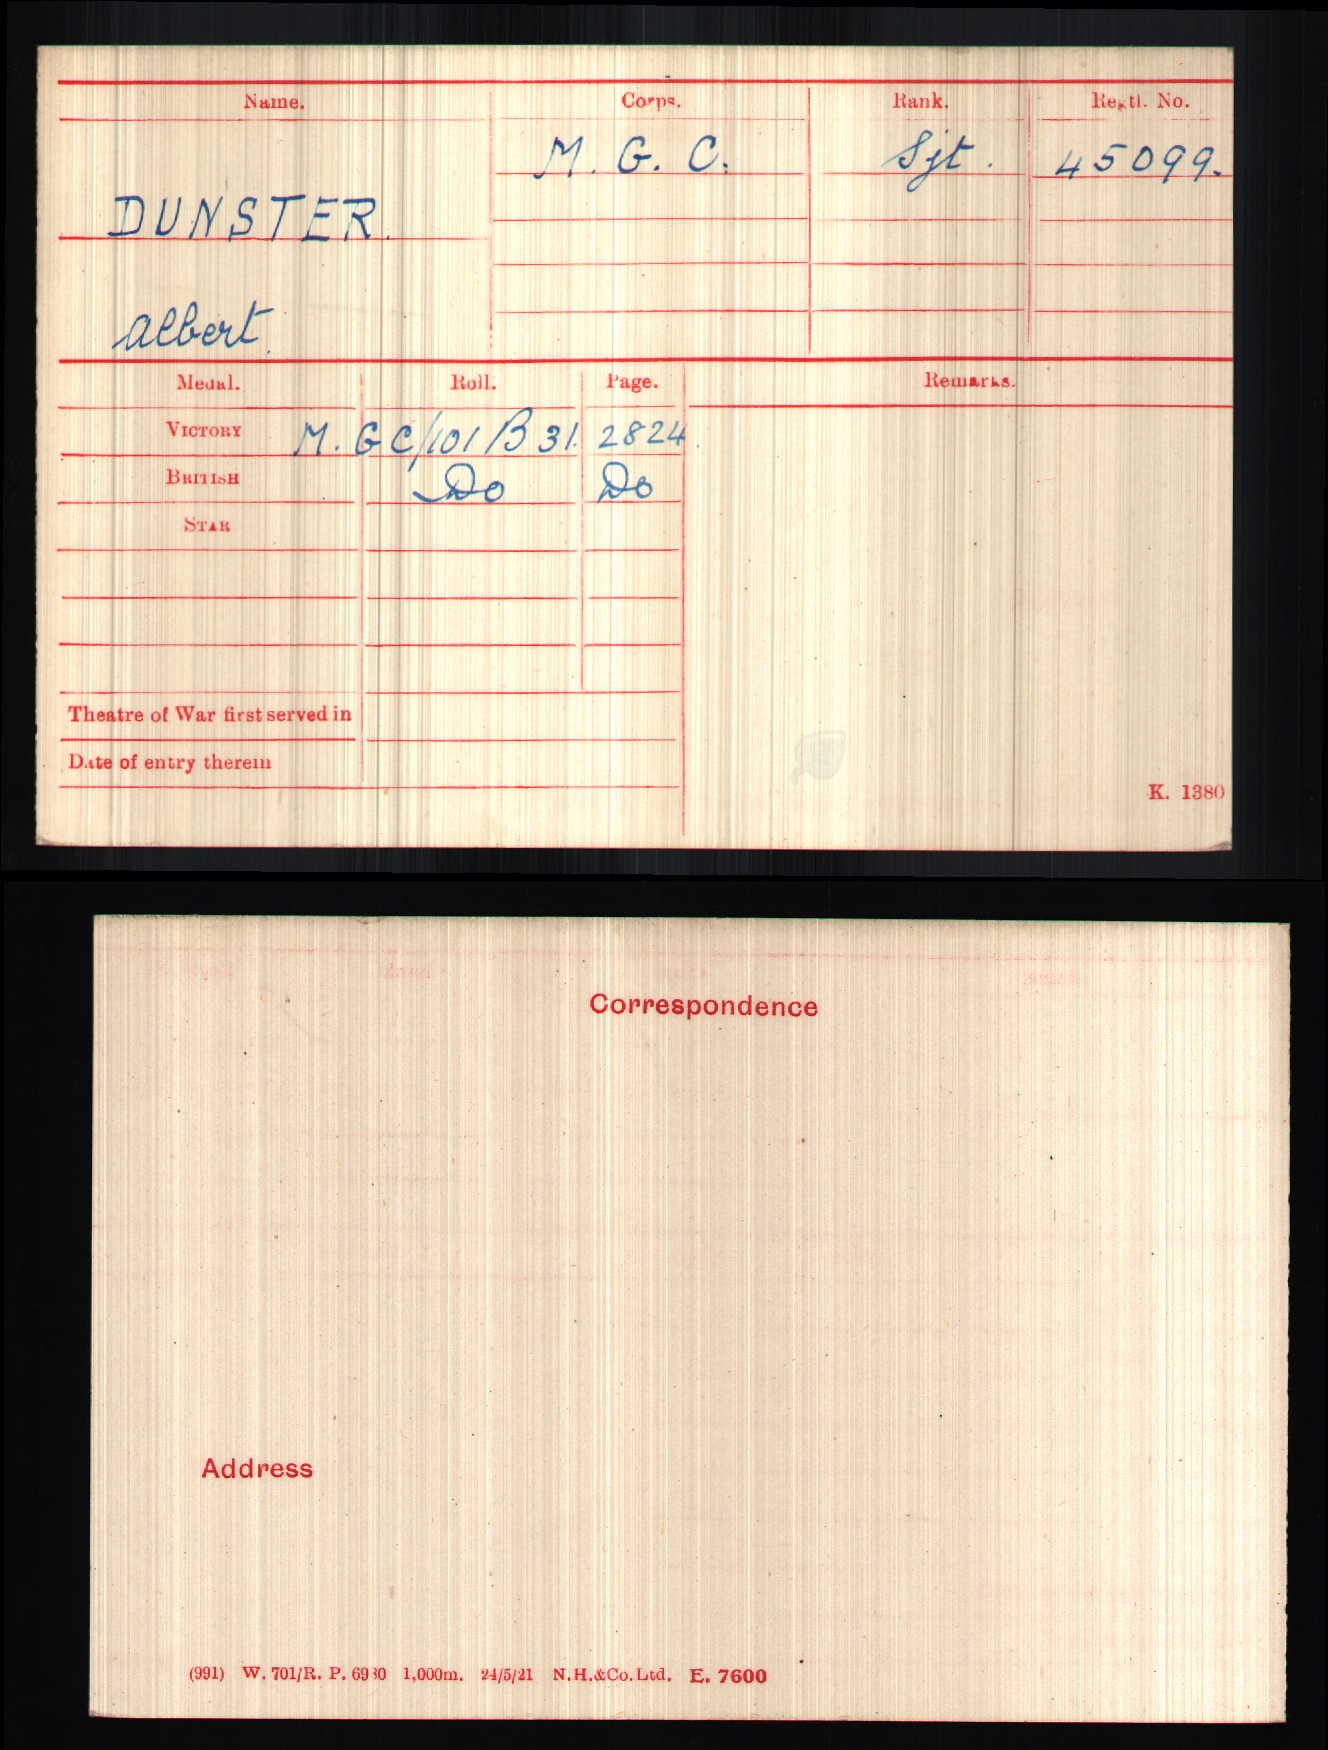 Name. Corps. Rank. Regtl. No.
M. G. C. Sjt. 45099.
DUNSTER.
Albert.
Medal. Roll. Page. Remarks.
VICTORY M.G C/101 B 31. 2824.
BRITISH Do Do
STAR
Theatre of War first served in
Date of entry therein
K. 1380
Correspondence
Address
(991) W. 701/R. P. 6930 1,000m. 24/5/21 N.H.&Co. Ltd. E. 7600